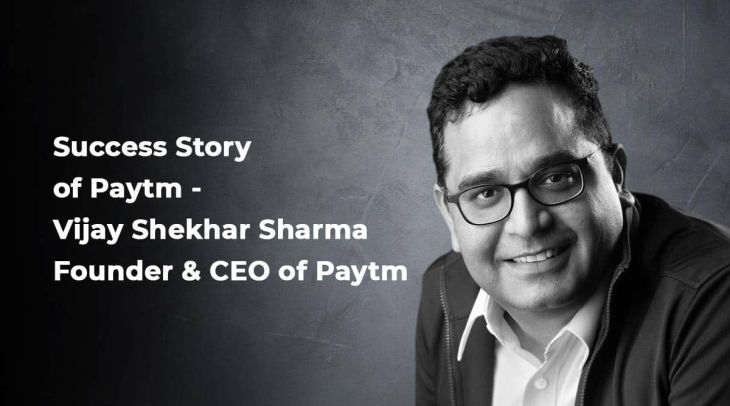 Success Story
of Paytm -
Vijay Shekhar Sharma
Founder & CEO of Paytm